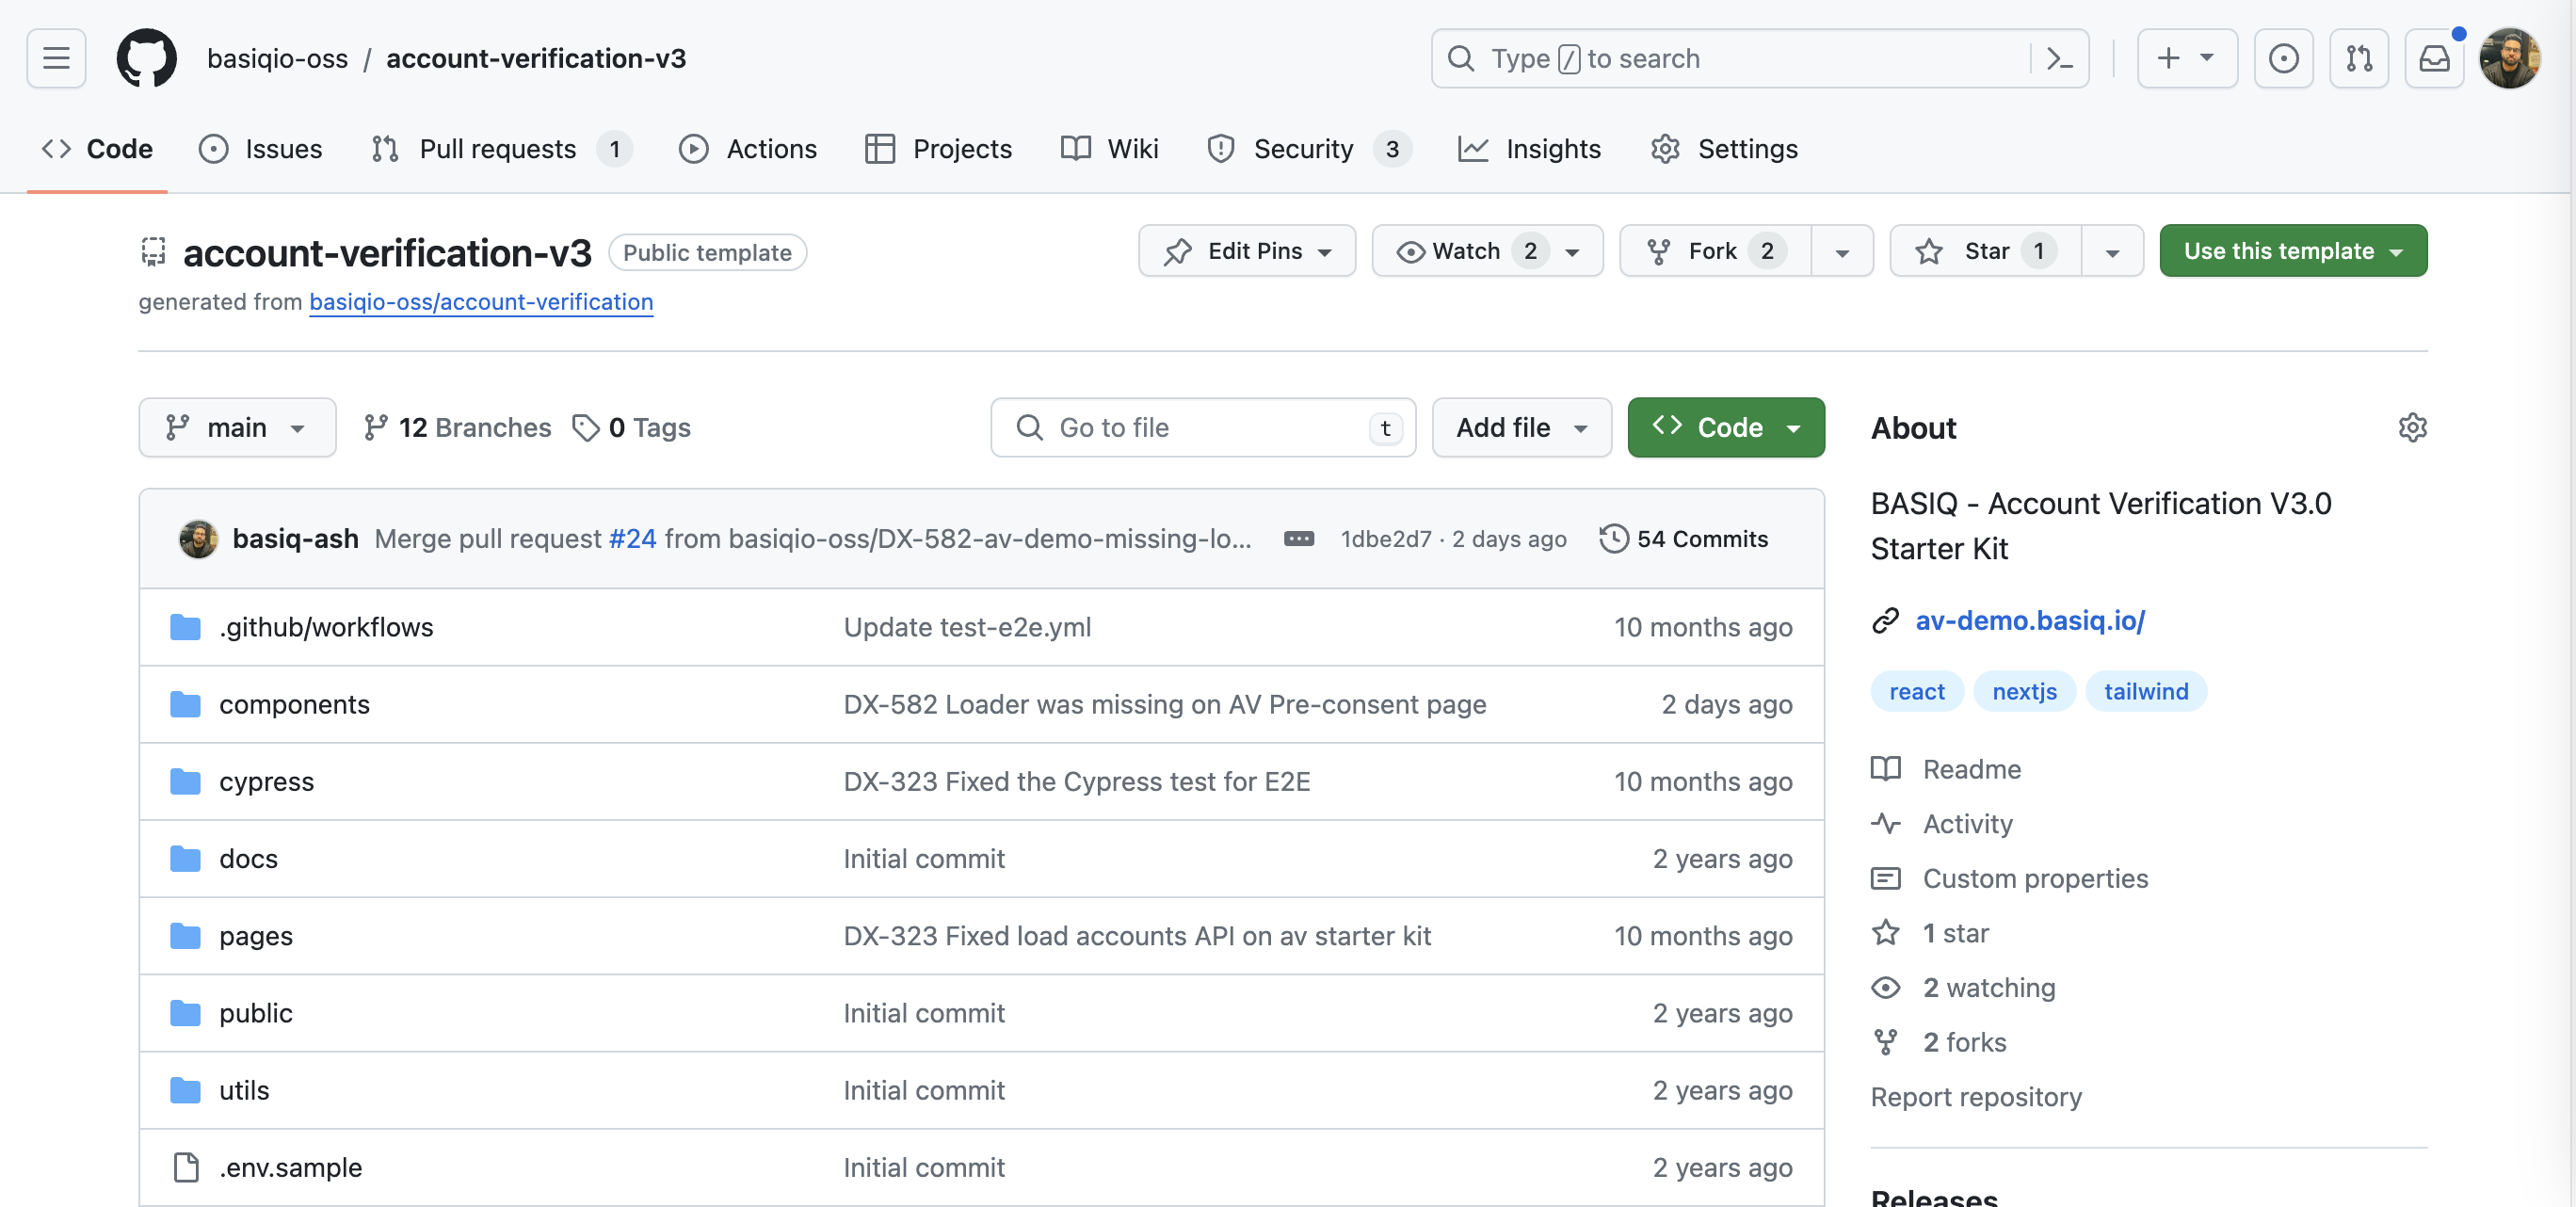 basiqio-oss / account-verification-v3
Type / to search
Code Issues Pull requests 1 Actions Projects Wiki Security 3 Insights Settings
account-verification-v3 Public template
Edit Pins Watch 2 Fork 2 Star 1 Use this template
generated from basiqio-oss/account-verification
main 12 Branches 0 Tags Go to file t Add file Code
basiq-ash Merge pull request #24 from basiqio-oss/DX-582-av-demo-missing-lo... 1dbe2d7 · 2 days ago 54 Commits
.github/workflows Update test-e2e.yml 10 months ago
components DX-582 Loader was missing on AV Pre-consent page 2 days ago
cypress DX-323 Fixed the Cypress test for E2E 10 months ago
docs Initial commit 2 years ago
pages DX-323 Fixed load accounts API on av starter kit 10 months ago
public Initial commit 2 years ago
utils Initial commit 2 years ago
.env.sample Initial commit 2 years ago
About
BASIQ - Account Verification V3.0
Starter Kit
av-demo.basiq.io/
react nextjs tailwind
Readme
Activity
Custom properties
1 star
2 watching
2 forks
Report repository
Releases